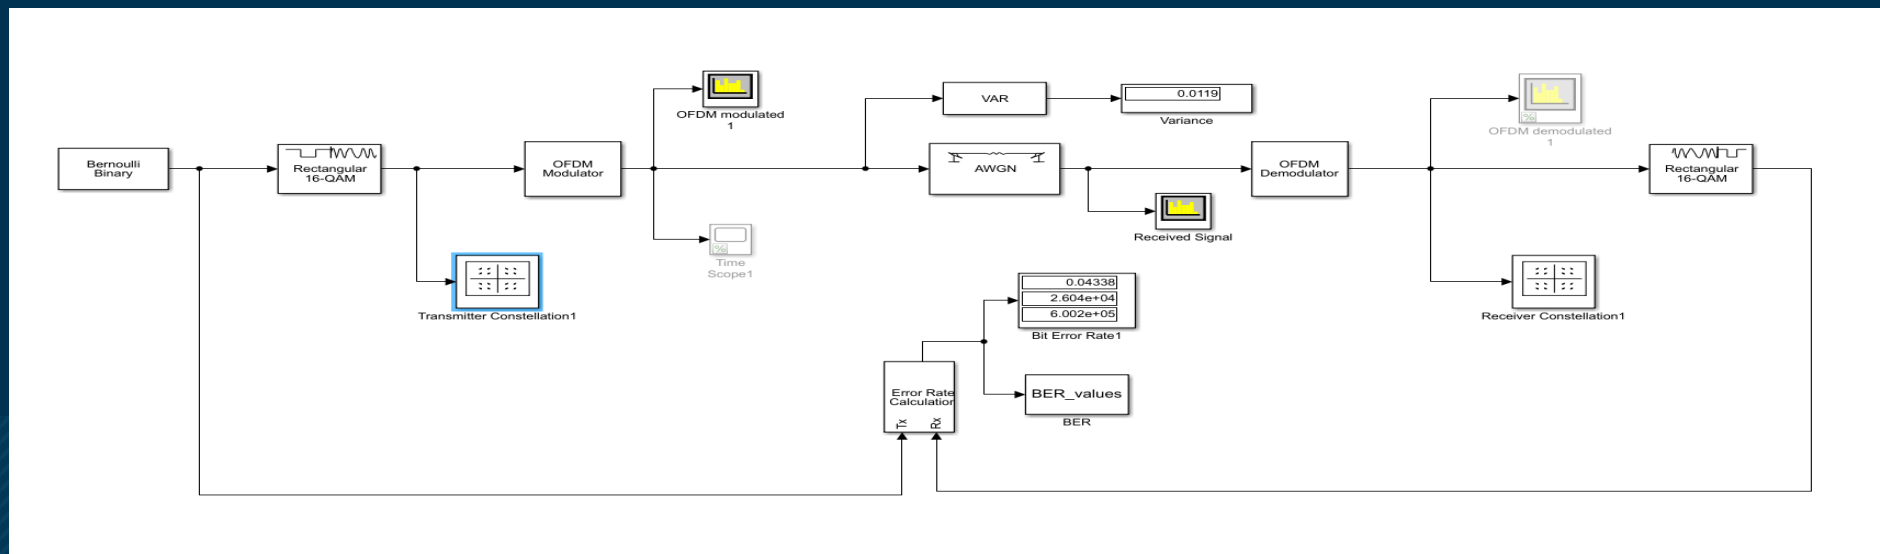 OFDM modulated
1
VAR
0.0119
Variance
OFDM demodulated
1
Bernoulli
Binary
Rectangular
16-QAM
OFDM
Modulator
AWGN
OFDM
Demodulator
Rectangular
16-QAM
Time
Scope1
Received Signal
Transmitter Constellation1
0.04338
2.604e+04
6.002e+05
Bit Error Rate1
Receiver Constellation1
Error Rate
Calculation
Tx
Rx
BER_values
BER